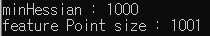 minHessian : 1000
feature Point size : 1001